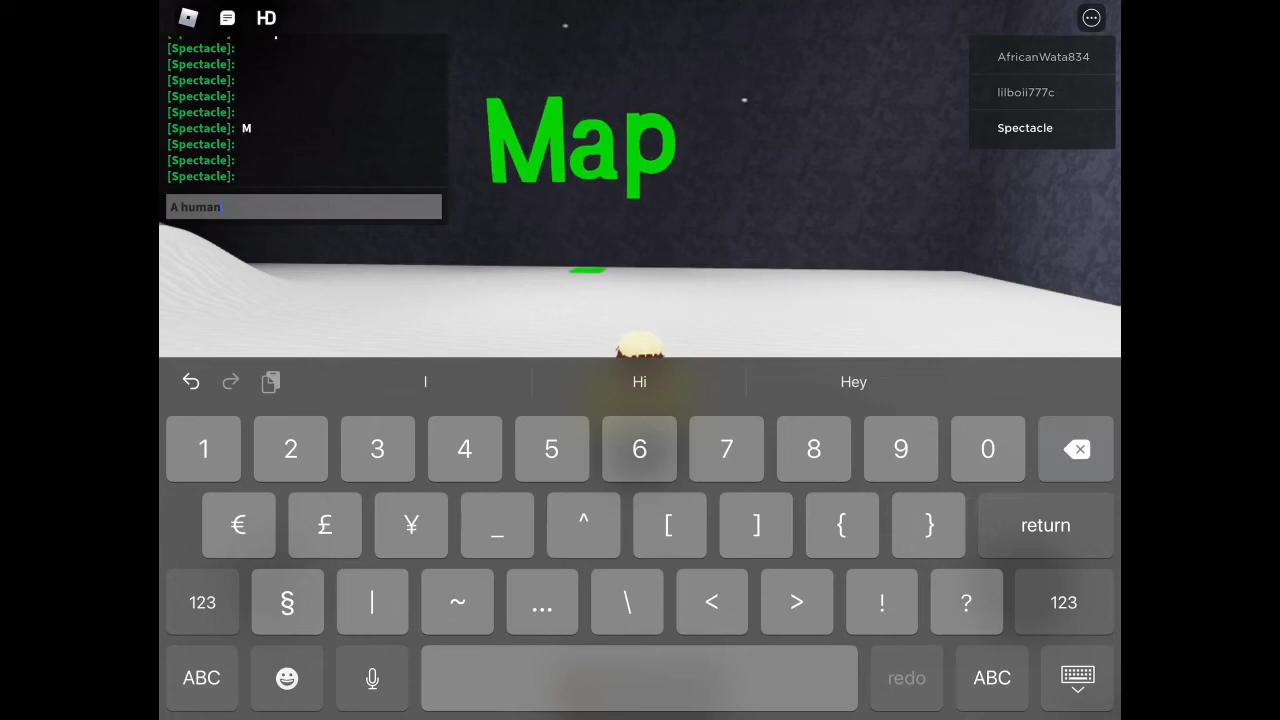 HD
[Spectacle]:
[Spectacle]:
[Spectacle]:
[Spectacle]:
[Spectacle]:
[Spectacle]: M
[Spectacle]:
[Spectacle]:
[Spectacle]:
A human
Map
AfricanWata834
lilboii777c
Spectacle
I Hi Hey
1 2 3 4 5 6 7 8 9 0
€ £ ¥ _ ^ [ ] { } return
123 § | ~ ... \ < > ! ? 123
ABC redo ABC